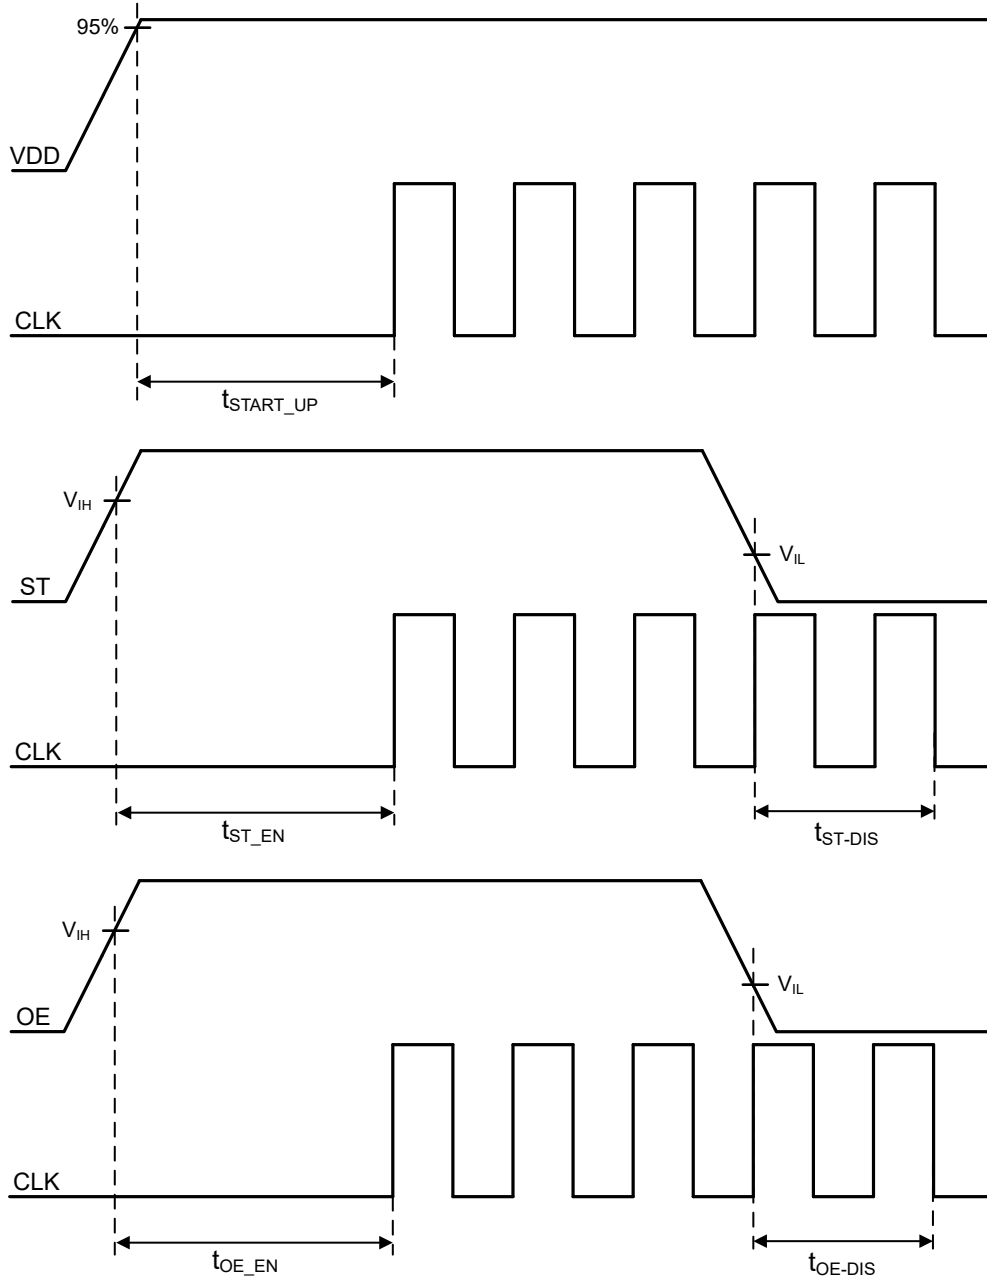 95%
VDD
CLK
tSTART_UP
VIH
VIL
ST
CLK
tST_EN
tST-DIS
VIH
VIL
OE
CLK
tOE_EN
tOE-DIS